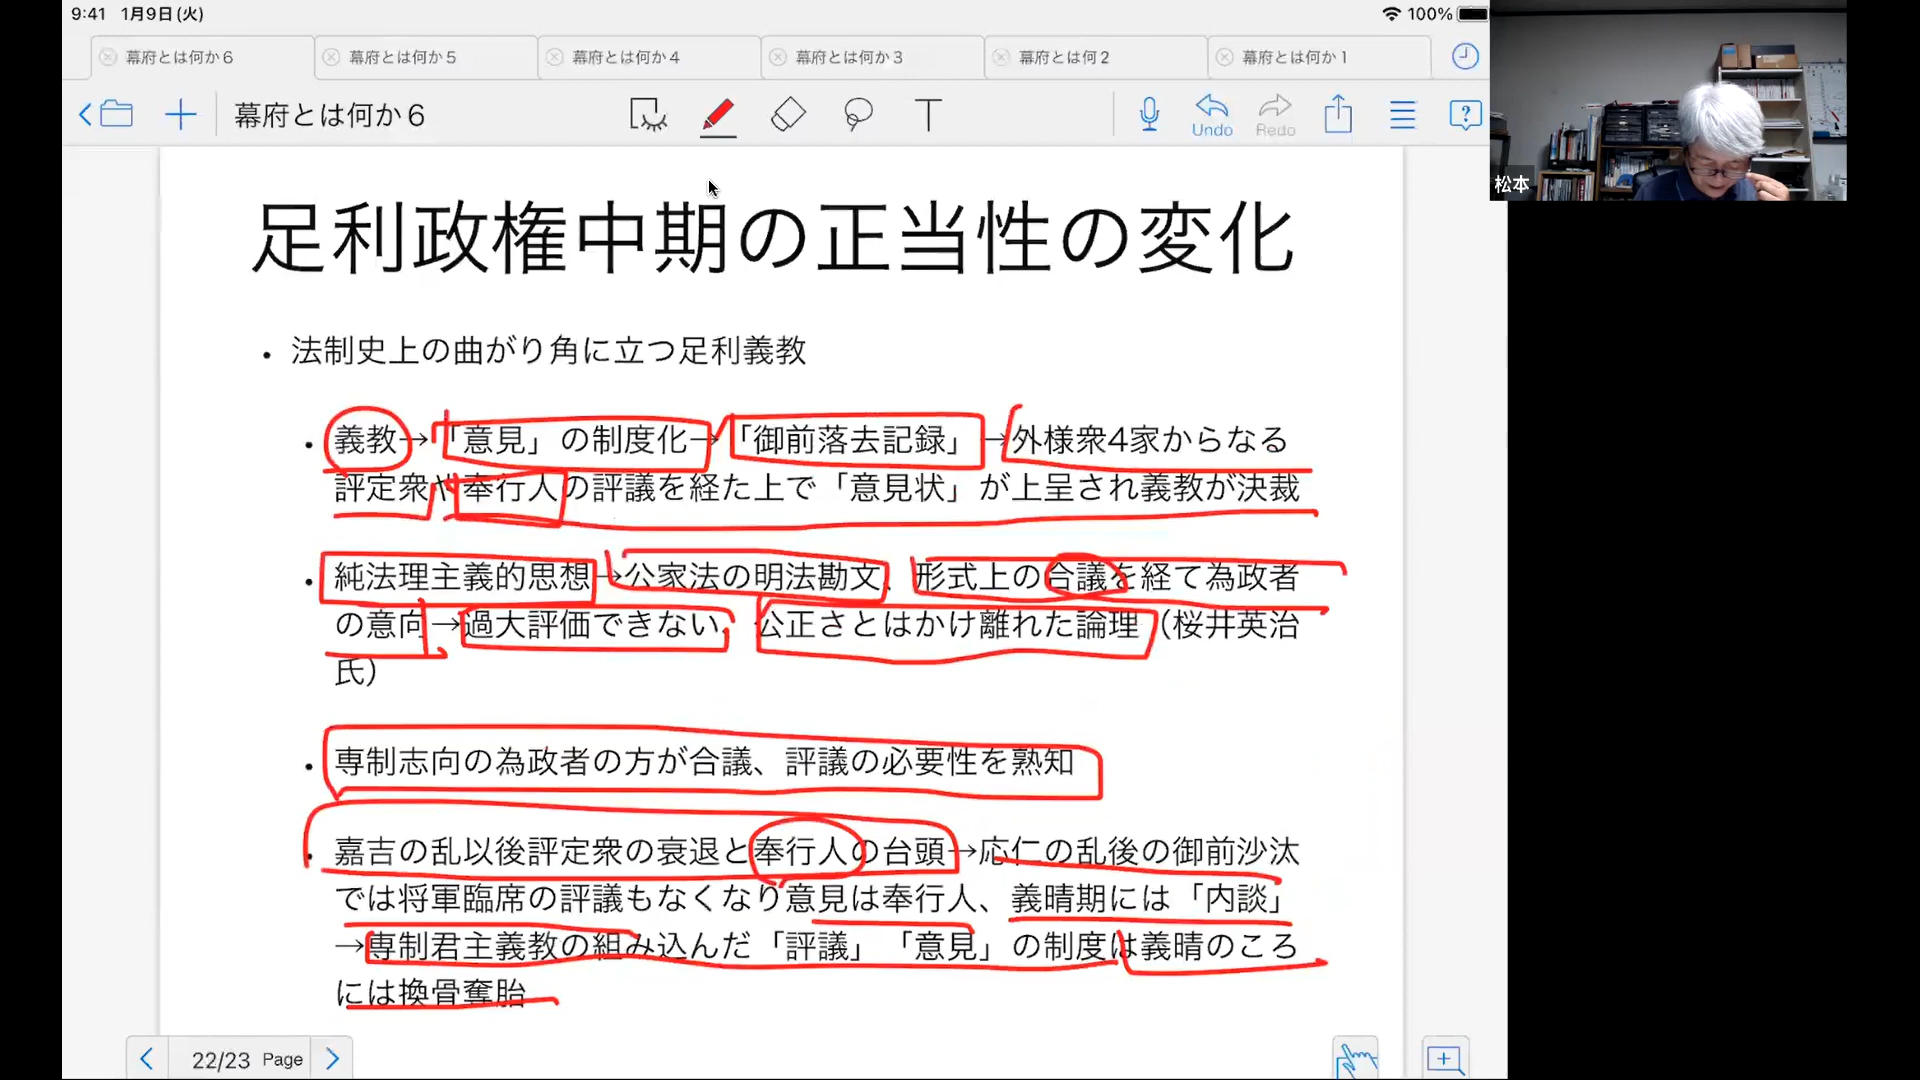 9:41 1月9日(火)
100%
幕府とは何か６
幕府とは何か５
幕府とは何か４
幕府とは何か３
幕府とは何２
幕府とは何か１
幕府とは何か６
T
Undo
Redo
松本
足利政権中期の正当性の変化
• 法制史上の曲がり角に立つ足利義教
• 義教→「意見」の制度化→「御前落去記録」→外様衆4家からなる
評定衆や奉行人の評議を経た上で「意見状」が上呈され義教が決裁
• 純法理主義的思想→公家法の明法勘文、形式上の合議を経て為政者
の意向→過大評価できない、公正さとはかけ離れた論理（桜井英治
氏）
• 専制志向の為政者の方が合議、評議の必要性を熟知
• 嘉吉の乱以後評定衆の衰退と奉行人の台頭→応仁の乱後の御前沙汰
では将軍臨席の評議もなくなり意見は奉行人、義晴期には「内談」
→専制君主義教の組み込んだ「評議」「意見」の制度は義晴のころ
には換骨奪胎
22/23 Page